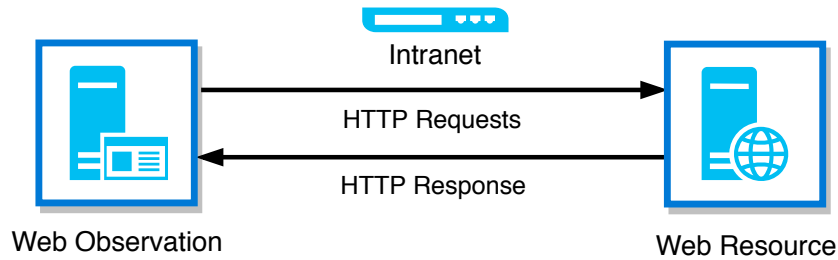 Intranet
HTTP Requests
HTTP Response
Web Observation
Web Resource